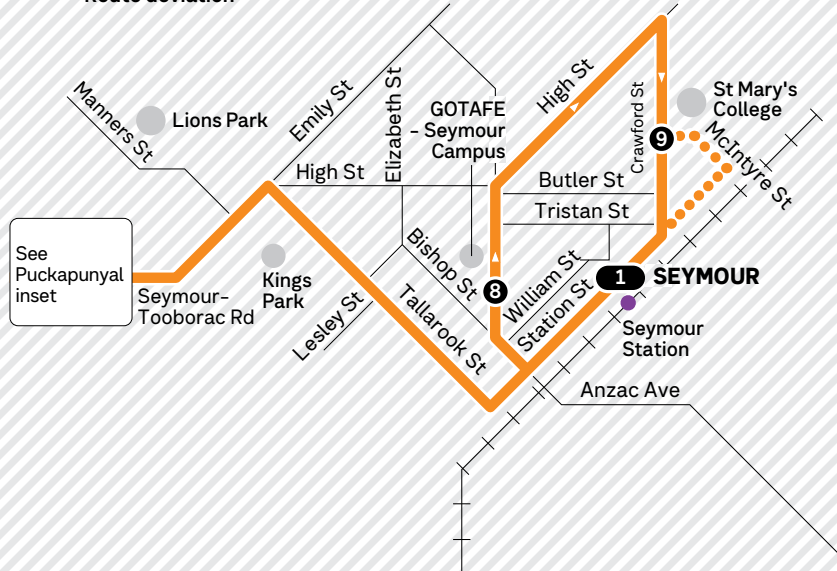 Route deviation
Manners St
Lions Park
Emily St
Elizabeth St
GOTAFE
- Seymour
Campus
High St
Crawford St
St Mary's
College
9
McIntyre St
High St
Butler St
Tristan St
See
Puckapunyal
inset
Seymour-
Tooborac Rd
Kings
Park
Lesley St
Bishop St
Tallarook St
8
William St
Station St
1
SEYMOUR
Seymour
Station
Anzac Ave